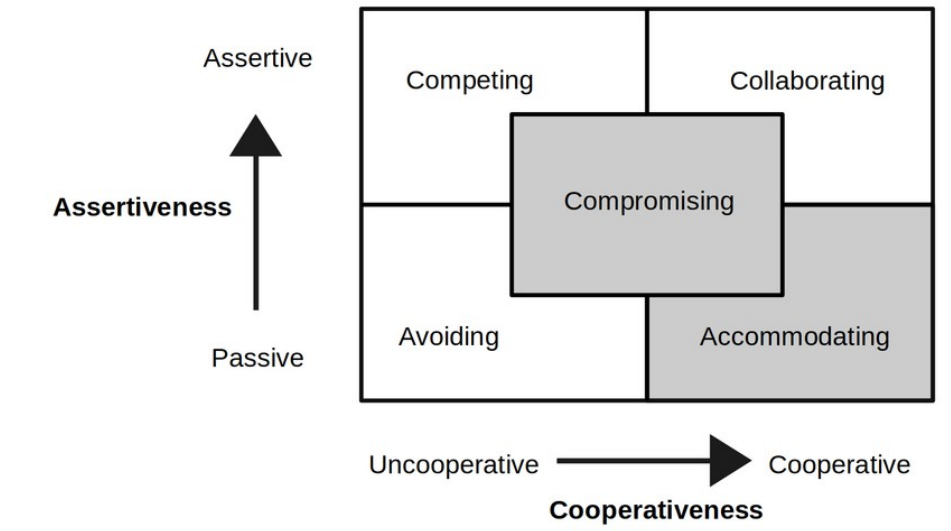 Assertive
Competing
Collaborating
Assertiveness
Compromising
Avoiding
Accommodating
Passive
Uncooperative
Cooperative
Cooperativeness